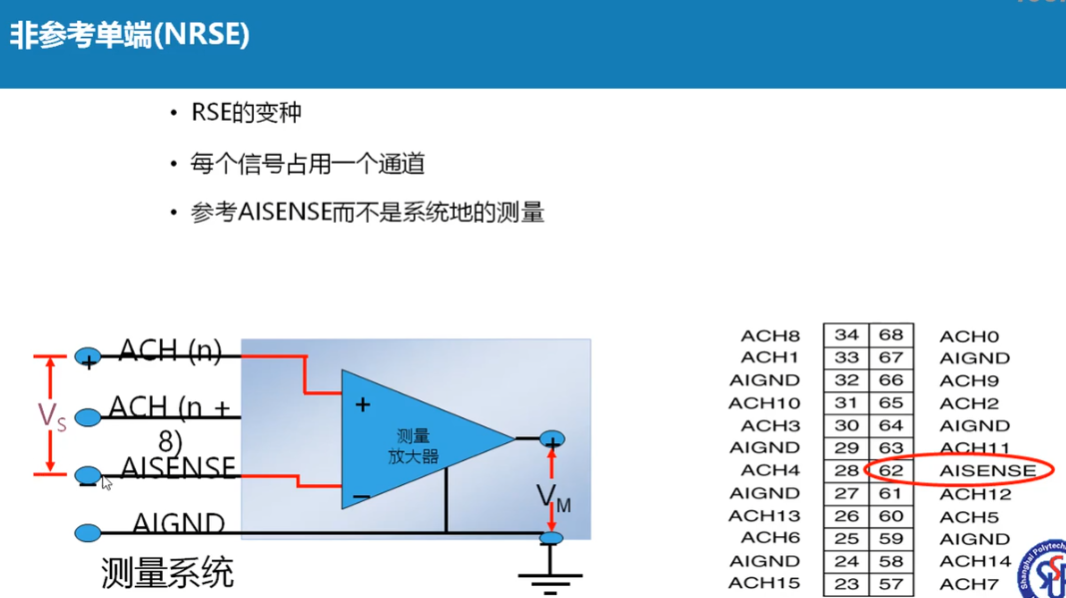 非参考单端(NRSE)
• RSE的变种
• 每个信号占用一个通道
• 参考AISENSE而不是系统地的测量
+ ACH (n)
ACH (n +
8)
AISENSE
−
AIGND
VS
+
−
测量
放大器
+
VM
−
测量系统
ACH8 34 68 ACH0
ACH1 33 67 AIGND
AIGND 32 66 ACH9
ACH10 31 65 ACH2
ACH3 30 64 AIGND
AIGND 29 63 ACH11
ACH4 28 62 AISENSE
AIGND 27 61 ACH12
ACH13 26 60 ACH5
ACH6 25 59 AIGND
AIGND 24 58 ACH14
ACH15 23 57 ACH7
Shanghai Polytech